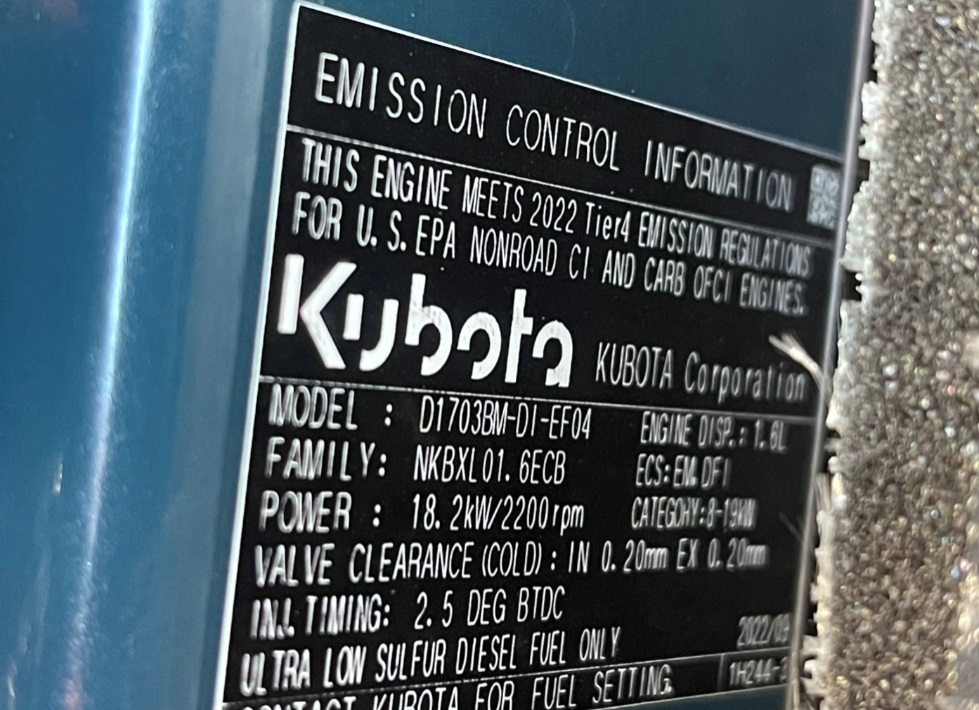 EMISSION CONTROL INFORMATION
THIS ENGINE MEETS 2022 Tier4 EMISSION REGULATIONS
FOR U.S. EPA NONROAD CI AND CARB OFCI ENGINES.
Kubota KUBOTA Corporation
MODEL : D1703BM-DI-EF04 ENGINE DISP.: 1.6L
FAMILY: NKBXL01.6ECB ECS:EM,DFI
POWER : 18.2kW/2200rpm CATEGORY:8-19kW
VALVE CLEARANCE (COLD) : IN 0.20mm EX 0.20mm
INJ. TIMING: 2.5 DEG BTDC
ULTRA LOW SULFUR DIESEL FUEL ONLY 2022/
CONTACT KUBOTA FOR FUEL SETTING. 1H244-